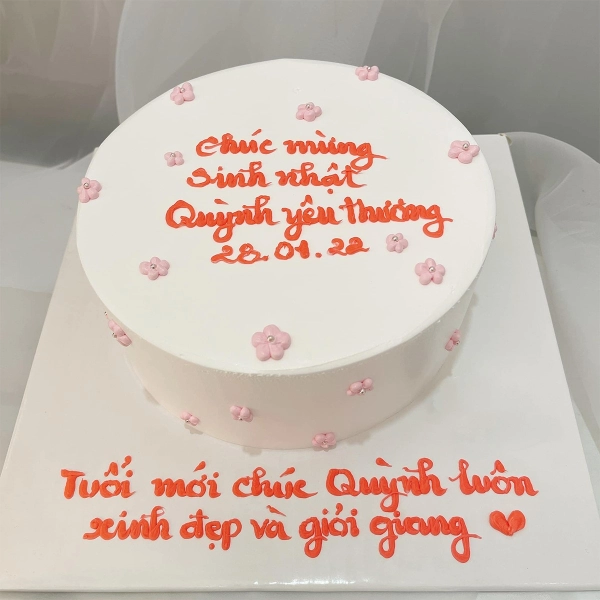 chúc mừng
sinh nhật
Quỳnh yêu thương
28.01.22
Tuổi mới chúc Quỳnh luôn
xinh đẹp và giỏi giang